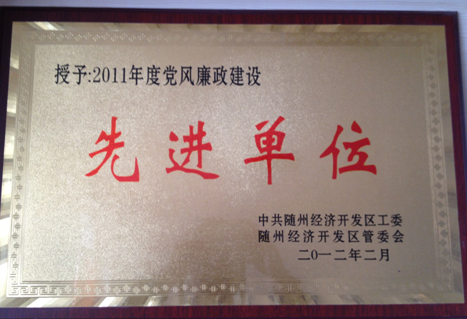 授予:2011年度党风廉政建设
先进单位
中共随州经济开发区工委
随州经济开发区管委会
二○一二年二月